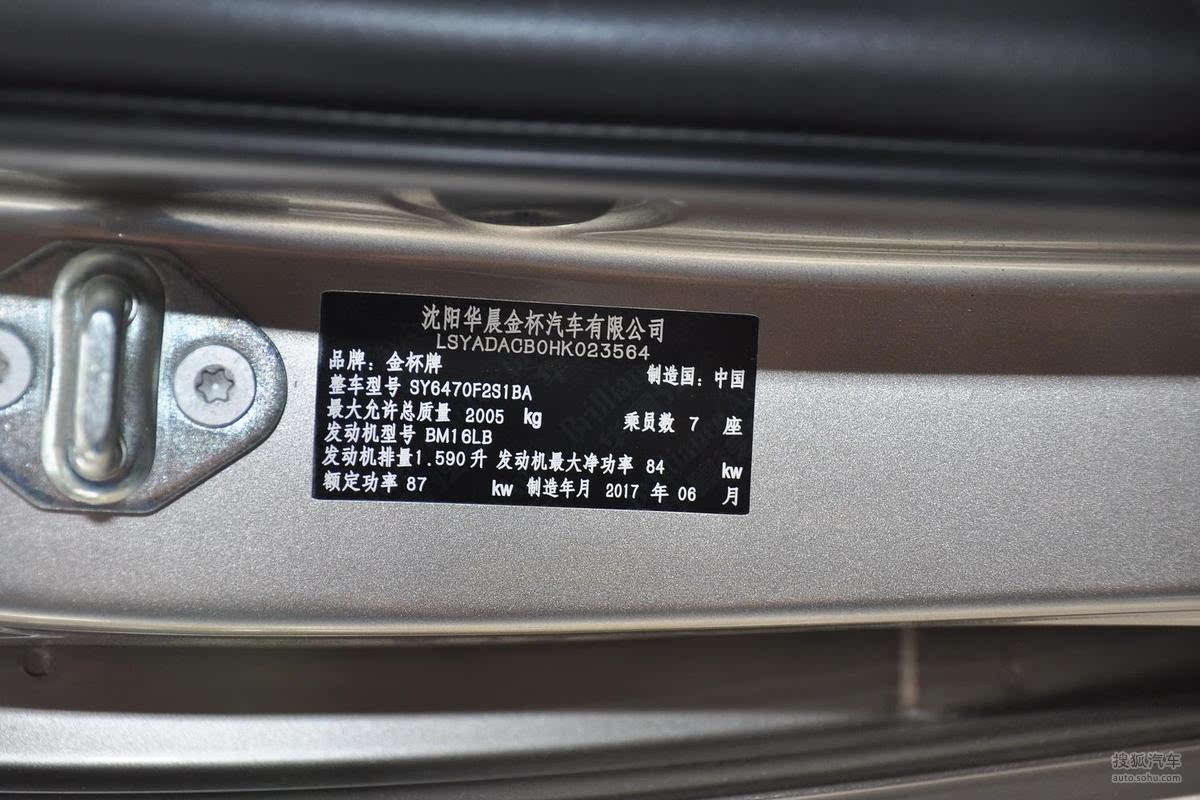 沈阳华晨金杯汽车有限公司
LSYADACB0HK023564
品牌：金杯牌 制造国：中国
整车型号 SY6470F2S1BA
最大允许总质量 2005 kg 乘员数 7 座
发动机型号 BM16LB
发动机排量1.590升 发动机最大净功率 84 kw
额定功率 87 kw 制造年月 2017 年 06 月
搜狐汽车
auto.sohu.com